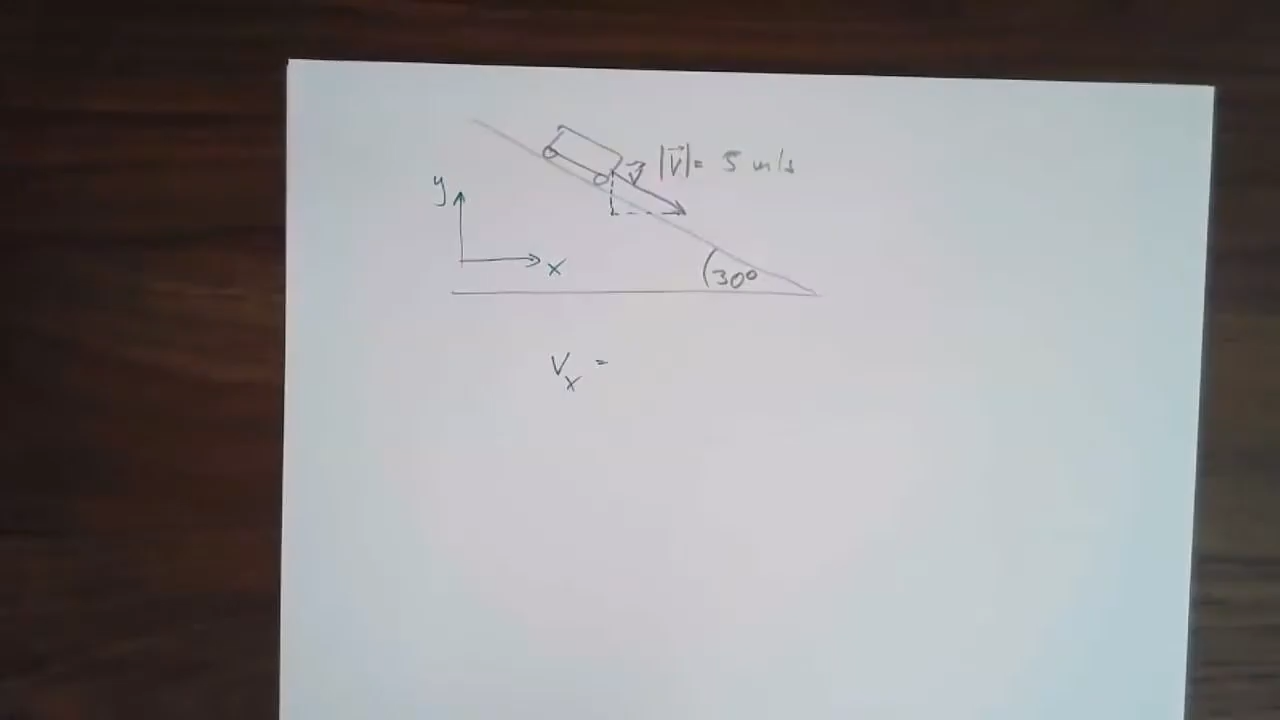 |v⃗| = 5 m/s
v⃗
y
x
30°
Vx =